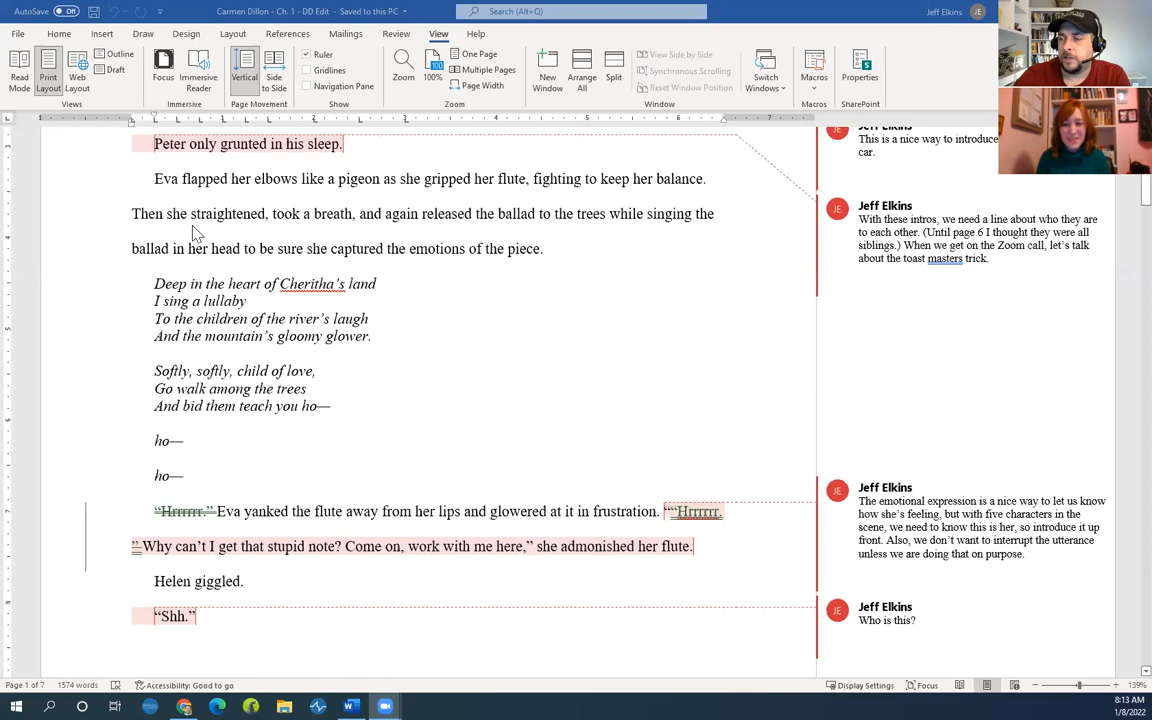 AutoSave Off Carmen Dillon - Ch. 1 - DD Edit - Saved to this PC Search (Alt+Q) Jeff Elkins JE
File Home Insert Draw Design Layout References Mailings Review View Help
Read Mode Print Layout Web Layout Outline Draft Focus Immersive Reader Vertical Side to Side Ruler Gridlines Navigation Pane Zoom 100% One Page Multiple Pages Page Width New Window Arrange All Split View Side by Side Synchronous Scrolling Reset Window Position Switch Windows Macros Properties
Views Immersive Page Movement Show Zoom Window Macros SharePoint
Peter only grunted in his sleep.
Eva flapped her elbows like a pigeon as she gripped her flute, fighting to keep her balance.
Then she straightened, took a breath, and again released the ballad to the trees while singing the
ballad in her head to be sure she captured the emotions of the piece.
Deep in the heart of Cheritha’s land
I sing a lullaby
To the children of the river’s laugh
And the mountain’s gloomy glower.
Softly, softly, child of love,
Go walk among the trees
And bid them teach you ho—
ho—
ho—
“Hrrrrrr.” Eva yanked the flute away from her lips and glowered at it in frustration. ““Hrrrrrr.
” Why can’t I get that stupid note? Come on, work with me here,” she admonished her flute.
Helen giggled.
“Shh.”
Jeff Elkins
This is a nice way to introduce
car.
JE Jeff Elkins
With these intros, we need a line about who they are
to each other. (Until page 6 I thought they were all
siblings.) When we get on the Zoom call, let’s talk
about the toast masters trick.
JE Jeff Elkins
The emotional expression is a nice way to let us know
how she’s feeling, but with five characters in the
scene, we need to know this is her, so introduce it up
front. Also, we don’t want to interrupt the utterance
unless we are doing that on purpose.
JE Jeff Elkins
Who is this?
Page 1 of 7 1574 words Accessibility: Good to go Display Settings Focus 139%
8:13 AM
1/8/2022